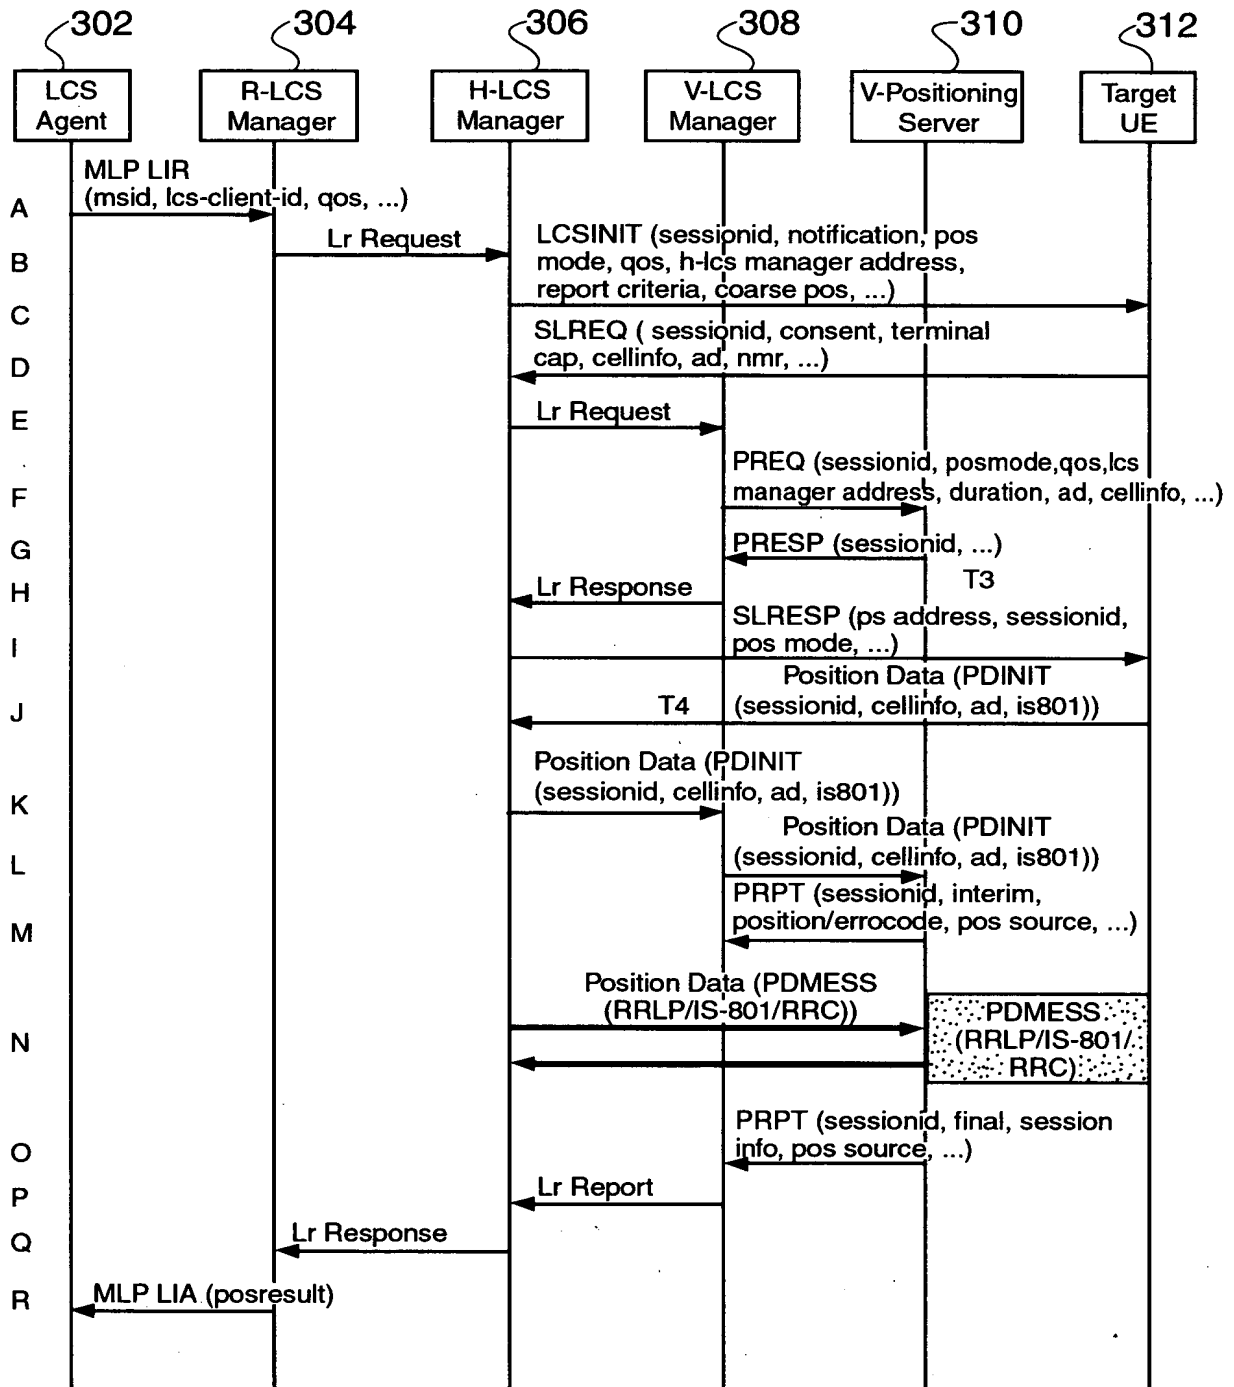 302 304 306 308 310 312
LCS Agent
R-LCS Manager
H-LCS Manager
V-LCS Manager
V-Positioning Server
Target UE
A
MLP LIR
(msid, lcs-client-id, qos, ...)
B
Lr Request
C
LCSINIT (sessionid, notification, pos
mode, qos, h-lcs manager address,
report criteria, coarse pos, ...)
D
SLREQ ( sessionid, consent, terminal
cap, cellinfo, ad, nmr, ...)
E
Lr Request
F
PREQ (sessionid, posmode,qos,lcs
manager address, duration, ad, cellinfo, ...)
G
PRESP (sessionid, ...)
T3
H
Lr Response
I
SLRESP (ps address, sessionid,
pos mode, ...)
J
T4
Position Data (PDINIT
(sessionid, cellinfo, ad, is801))
K
Position Data (PDINIT
(sessionid, cellinfo, ad, is801))
L
Position Data (PDINIT
(sessionid, cellinfo, ad, is801))
M
PRPT (sessionid, interim,
position/errocode, pos source, ...)
N
Position Data (PDMESS
(RRLP/IS-801/RRC))
PDMESS
(RRLP/IS-801/
RRC)
O
PRPT (sessionid, final, session
info, pos source, ...)
P
Lr Report
Q
Lr Response
R
MLP LIA (posresult)